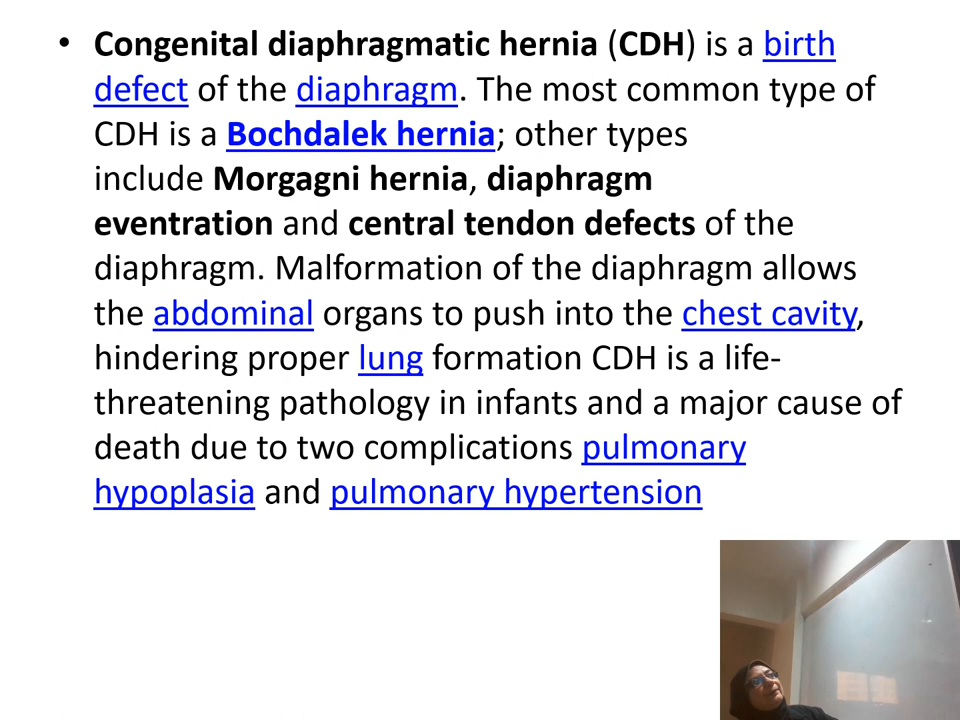 • Congenital diaphragmatic hernia (CDH) is a birth
defect of the diaphragm. The most common type of
CDH is a Bochdalek hernia; other types
include Morgagni hernia, diaphragm
eventration and central tendon defects of the
diaphragm. Malformation of the diaphragm allows
the abdominal organs to push into the chest cavity,
hindering proper lung formation CDH is a life-
threatening pathology in infants and a major cause of
death due to two complications pulmonary
hypoplasia and pulmonary hypertension